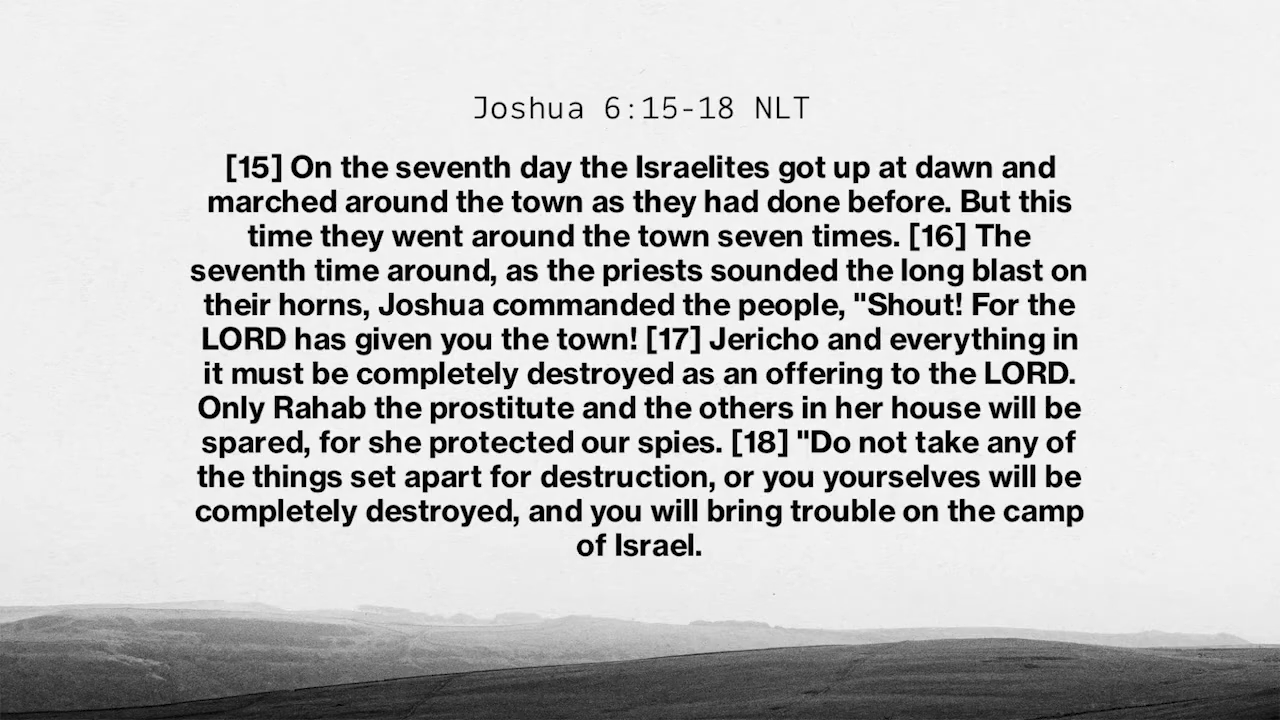 Joshua 6:15-18 NLT
[15] On the seventh day the Israelites got up at dawn and
marched around the town as they had done before. But this
time they went around the town seven times. [16] The
seventh time around, as the priests sounded the long blast on
their horns, Joshua commanded the people, "Shout! For the
LORD has given you the town! [17] Jericho and everything in
it must be completely destroyed as an offering to the LORD.
Only Rahab the prostitute and the others in her house will be
spared, for she protected our spies. [18] "Do not take any of
the things set apart for destruction, or you yourselves will be
completely destroyed, and you will bring trouble on the camp
of Israel.